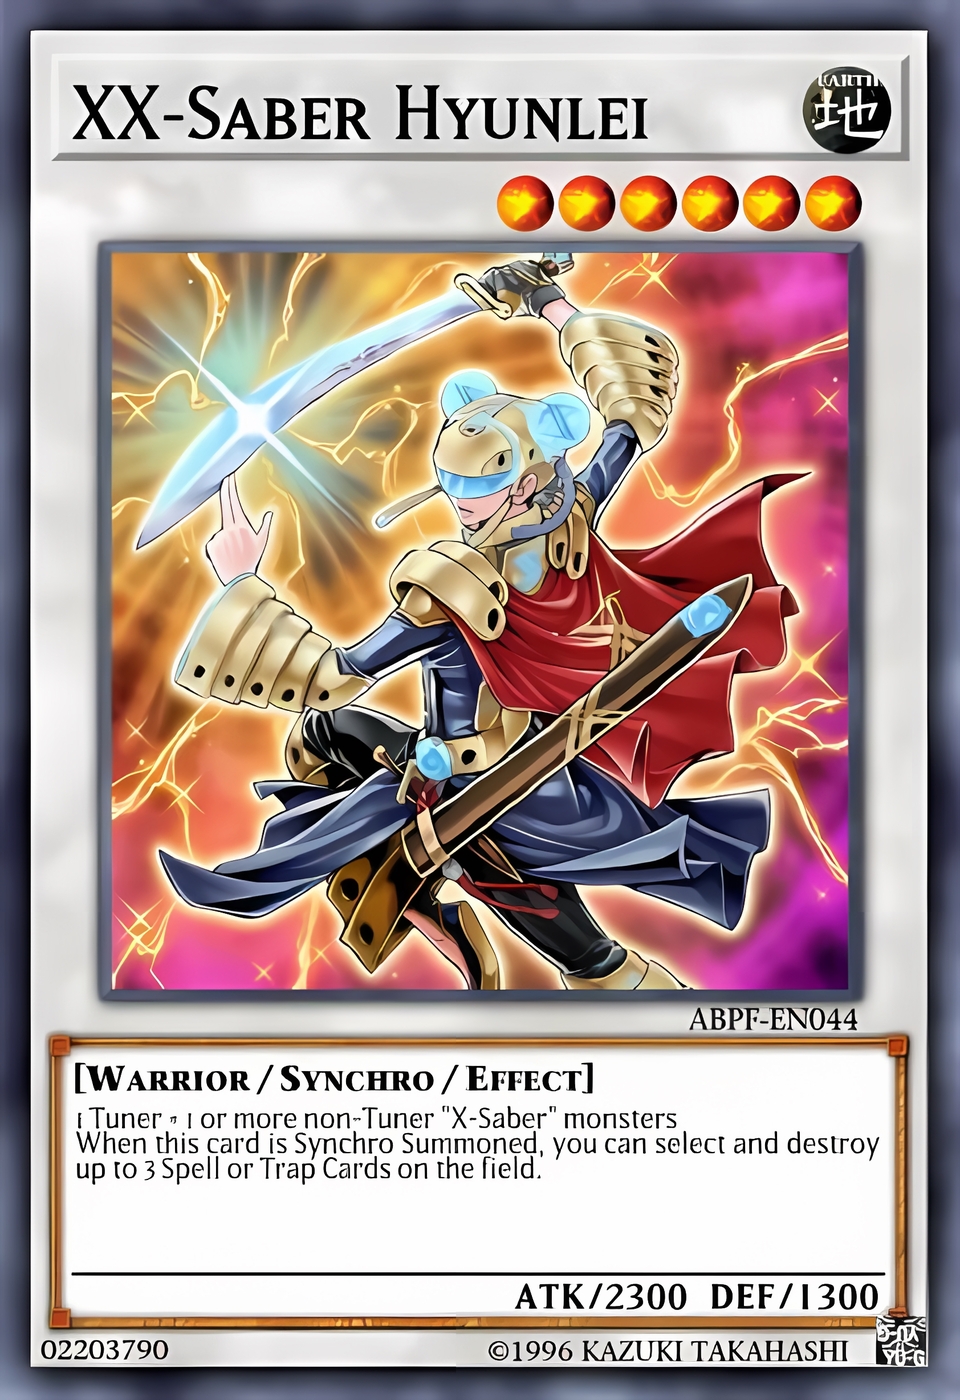 XX-Saber Hyunlei
EARTH
地
ABPF-EN044
[Warrior / Synchro / Effect]
1 Tuner + 1 or more non-Tuner "X-Saber" monsters
When this card is Synchro Summoned, you can select and destroy
up to 3 Spell or Trap Cards on the field.
ATK/2300 DEF/1300
02203790
©1996 KAZUKI TAKAHASHI